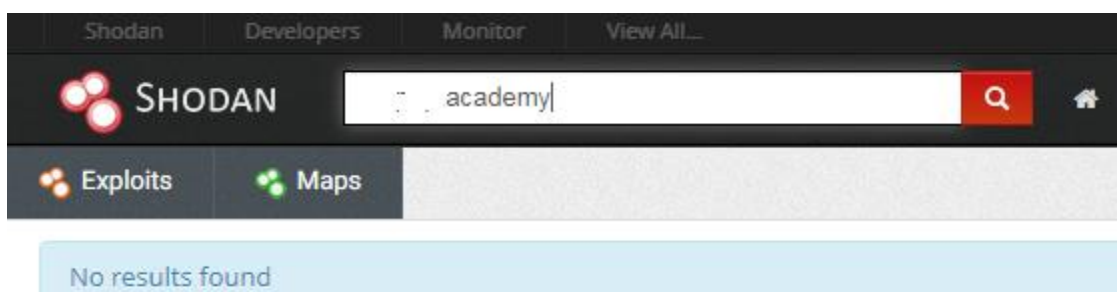 Shodan Developers Monitor View All...
SHODAN academy
Exploits Maps
No results found